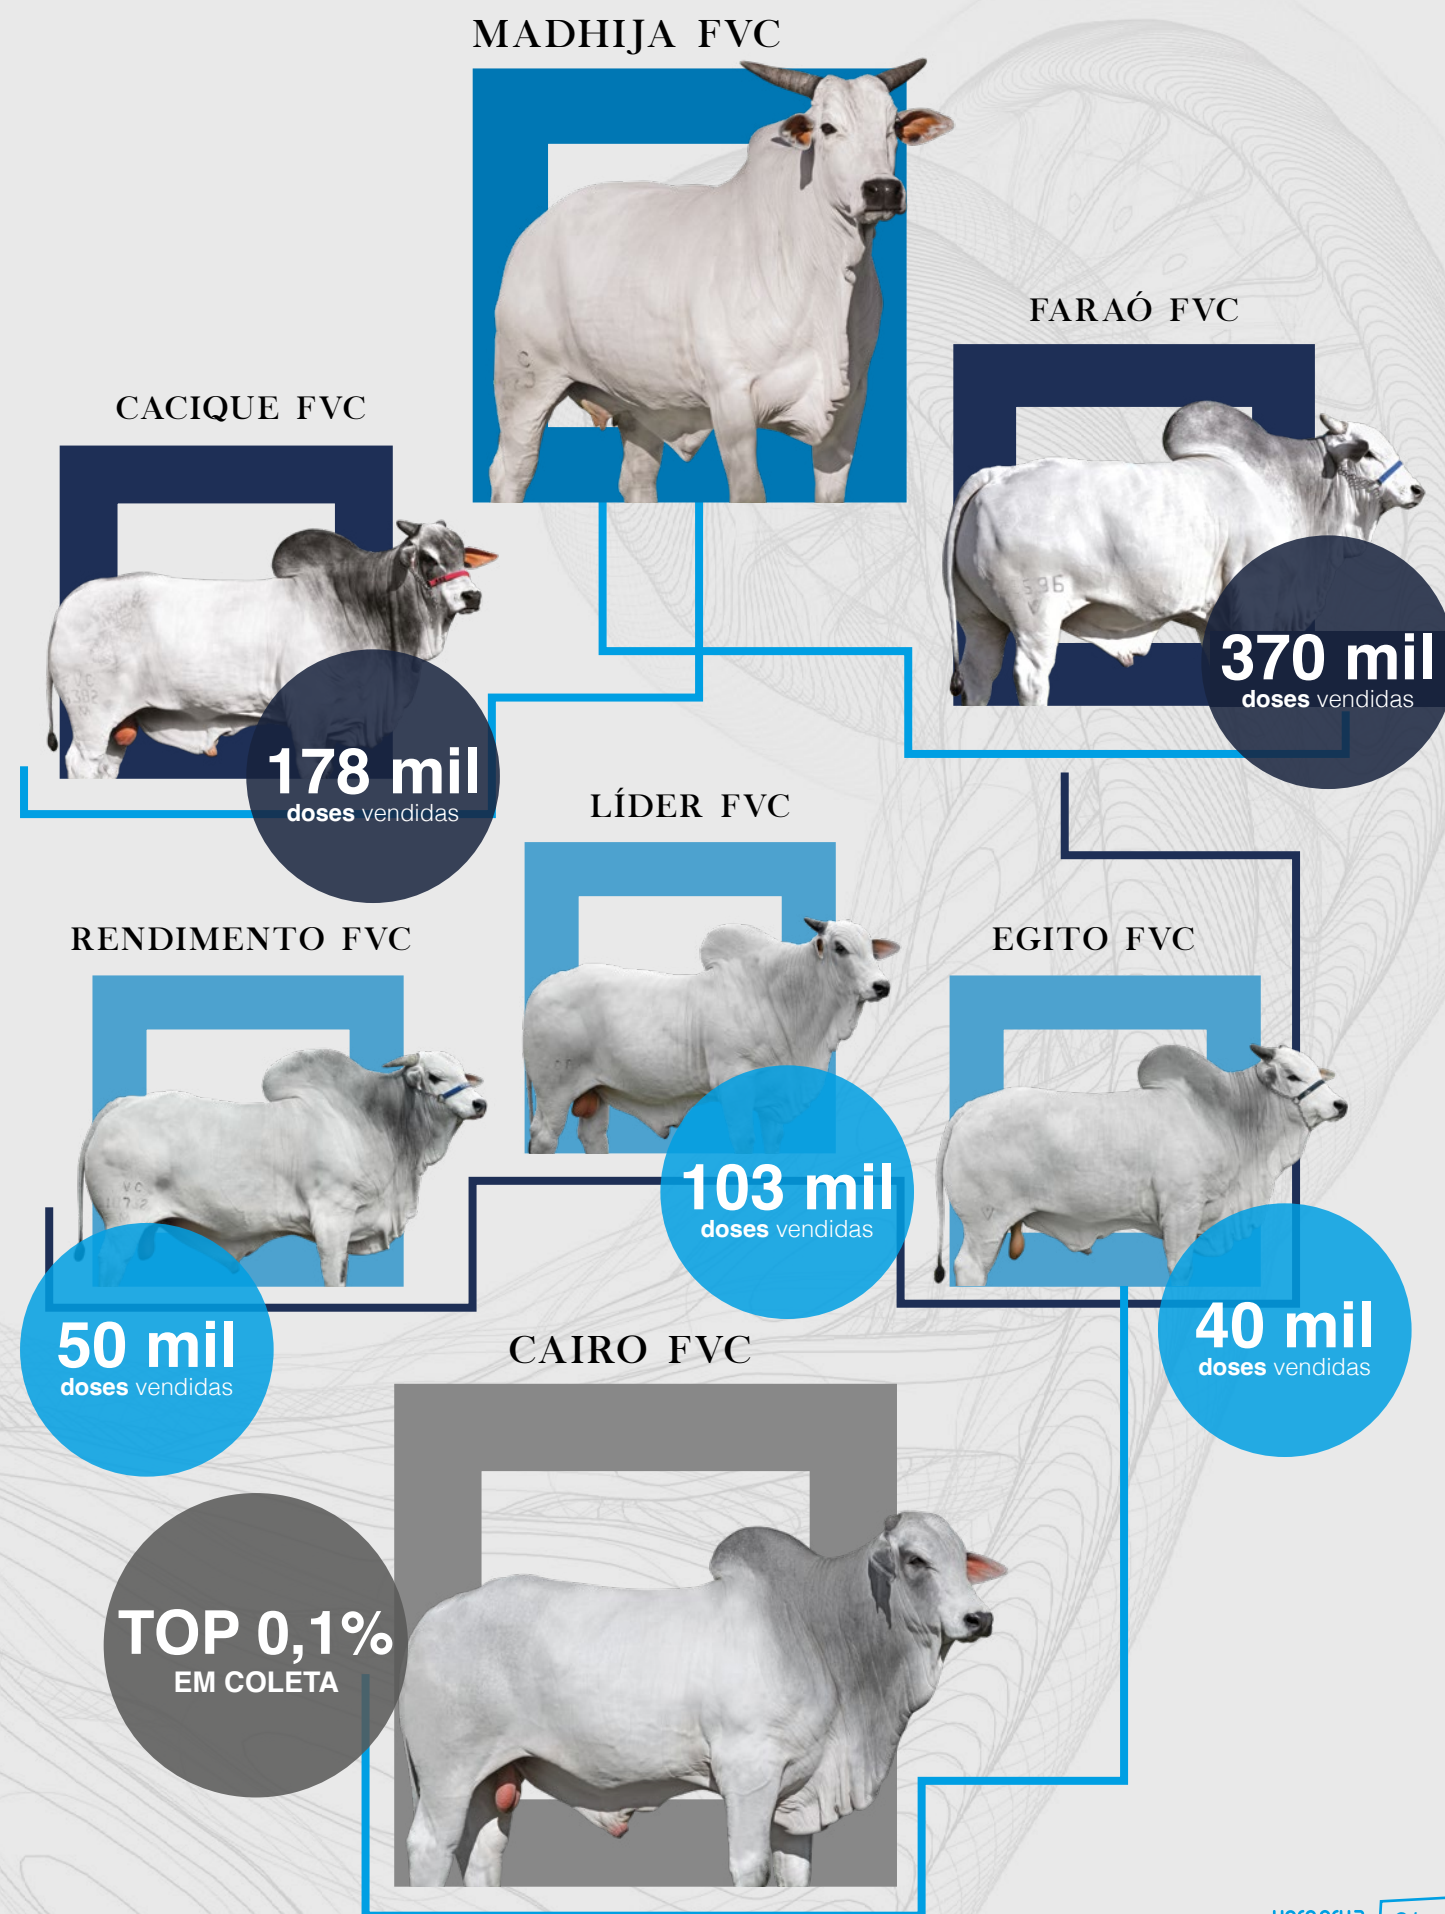 MADHIJA FVC
FARAÓ FVC
CACIQUE FVC
370 mil
doses vendidas
178 mil
doses vendidas
LÍDER FVC
RENDIMENTO FVC
EGITO FVC
103 mil
doses vendidas
50 mil
doses vendidas
40 mil
doses vendidas
CAIRO FVC
TOP 0,1%
EM COLETA